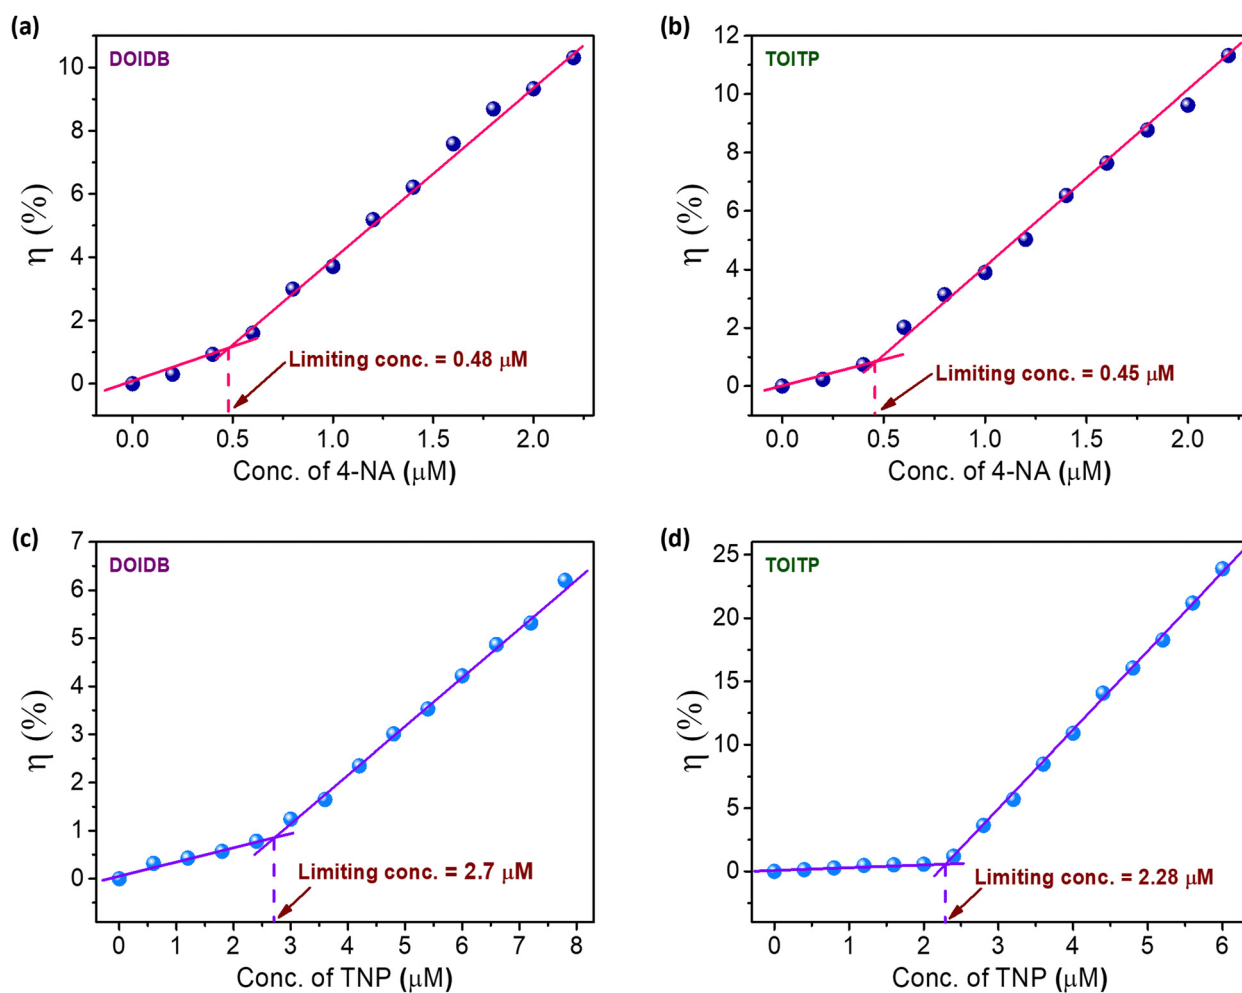 (a)
DOIDB
10
8
6
4
2
0
η (%)
Limiting conc. = 0.48 μM
0.0 0.5 1.0 1.5 2.0
Conc. of 4-NA (μM)
(b)
TOITP
12
10
8
6
4
2
0
η (%)
Limiting conc. = 0.45 μM
0.0 0.5 1.0 1.5 2.0
Conc. of 4-NA (μM)
(c)
DOIDB
7
6
5
4
3
2
1
0
η (%)
Limiting conc. = 2.7 μM
0 1 2 3 4 5 6 7 8
Conc. of TNP (μM)
(d)
TOITP
25
20
15
10
5
0
η (%)
Limiting conc. = 2.28 μM
0 1 2 3 4 5 6
Conc. of TNP (μM)